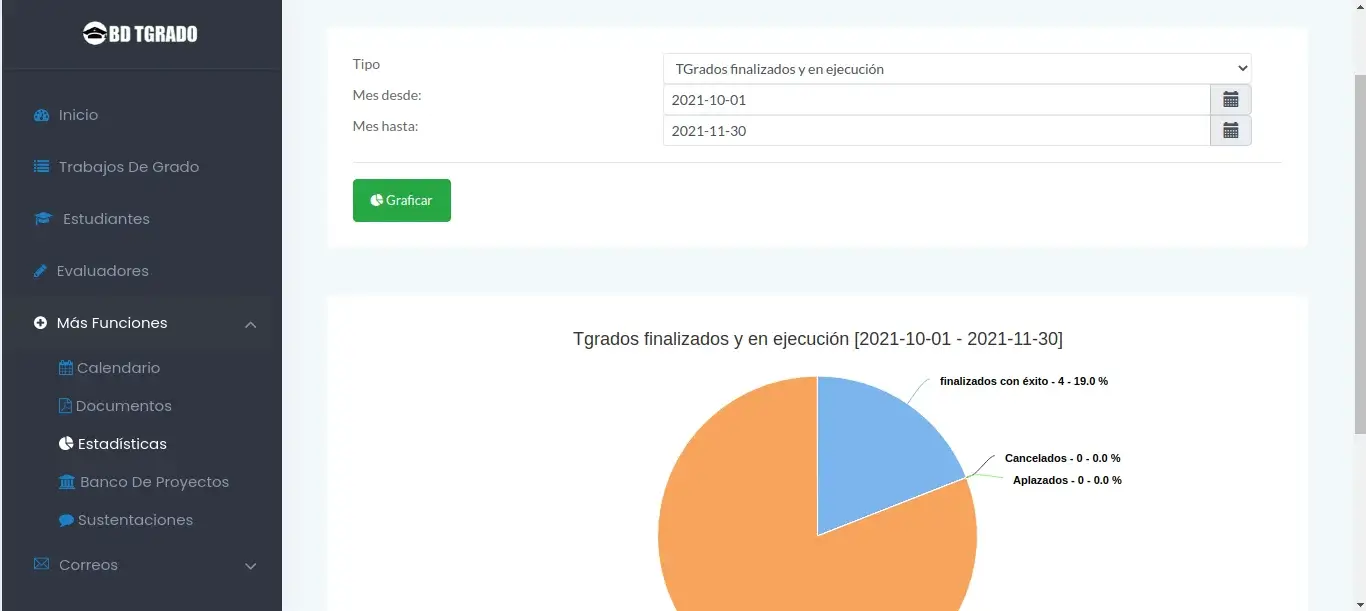 BD TGRADO
Inicio
Trabajos De Grado
Estudiantes
Evaluadores
Más Funciones
Calendario
Documentos
Estadísticas
Banco De Proyectos
Sustentaciones
Correos
Tipo
TGrados finalizados y en ejecución
Mes desde:
2021-10-01
Mes hasta:
2021-11-30
Graficar
Tgrados finalizados y en ejecución [2021-10-01 - 2021-11-30]
finalizados con éxito - 4 - 19.0 %
Cancelados - 0 - 0.0 %
Aplazados - 0 - 0.0 %